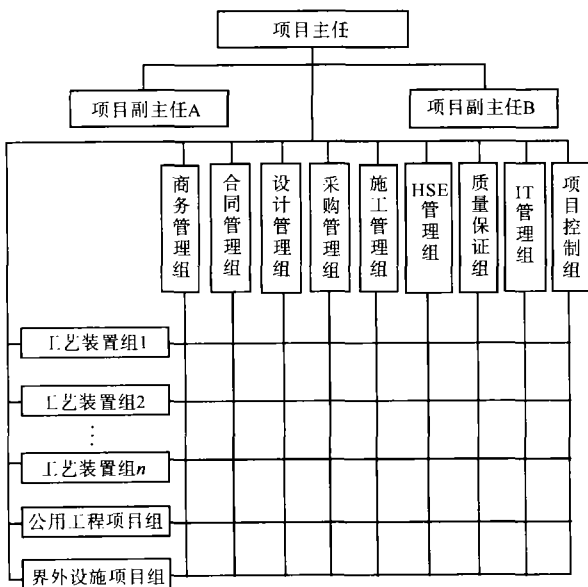 项目主任
项目副主任A
项目副主任B
商务管理组
合同管理组
设计管理组
采购管理组
施工管理组
HSE管理组
质量保证组
IT管理组
项目控制组
工艺装置组1
工艺装置组2
⋮
工艺装置组n
公用工程项目组
界外设施项目组